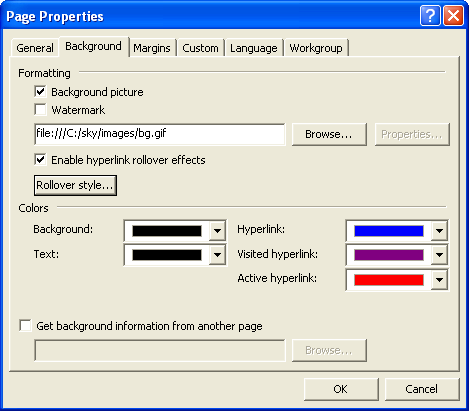 Page Properties
General Background Margins Custom Language Workgroup
Formatting
Background picture
Watermark
file:///C:/sky/images/bg.gif Browse... Properties...
Enable hyperlink rollover effects
Rollover style...
Colors
Background: Hyperlink:
Text: Visited hyperlink:
Active hyperlink:
Get background information from another page
Browse...
OK Cancel